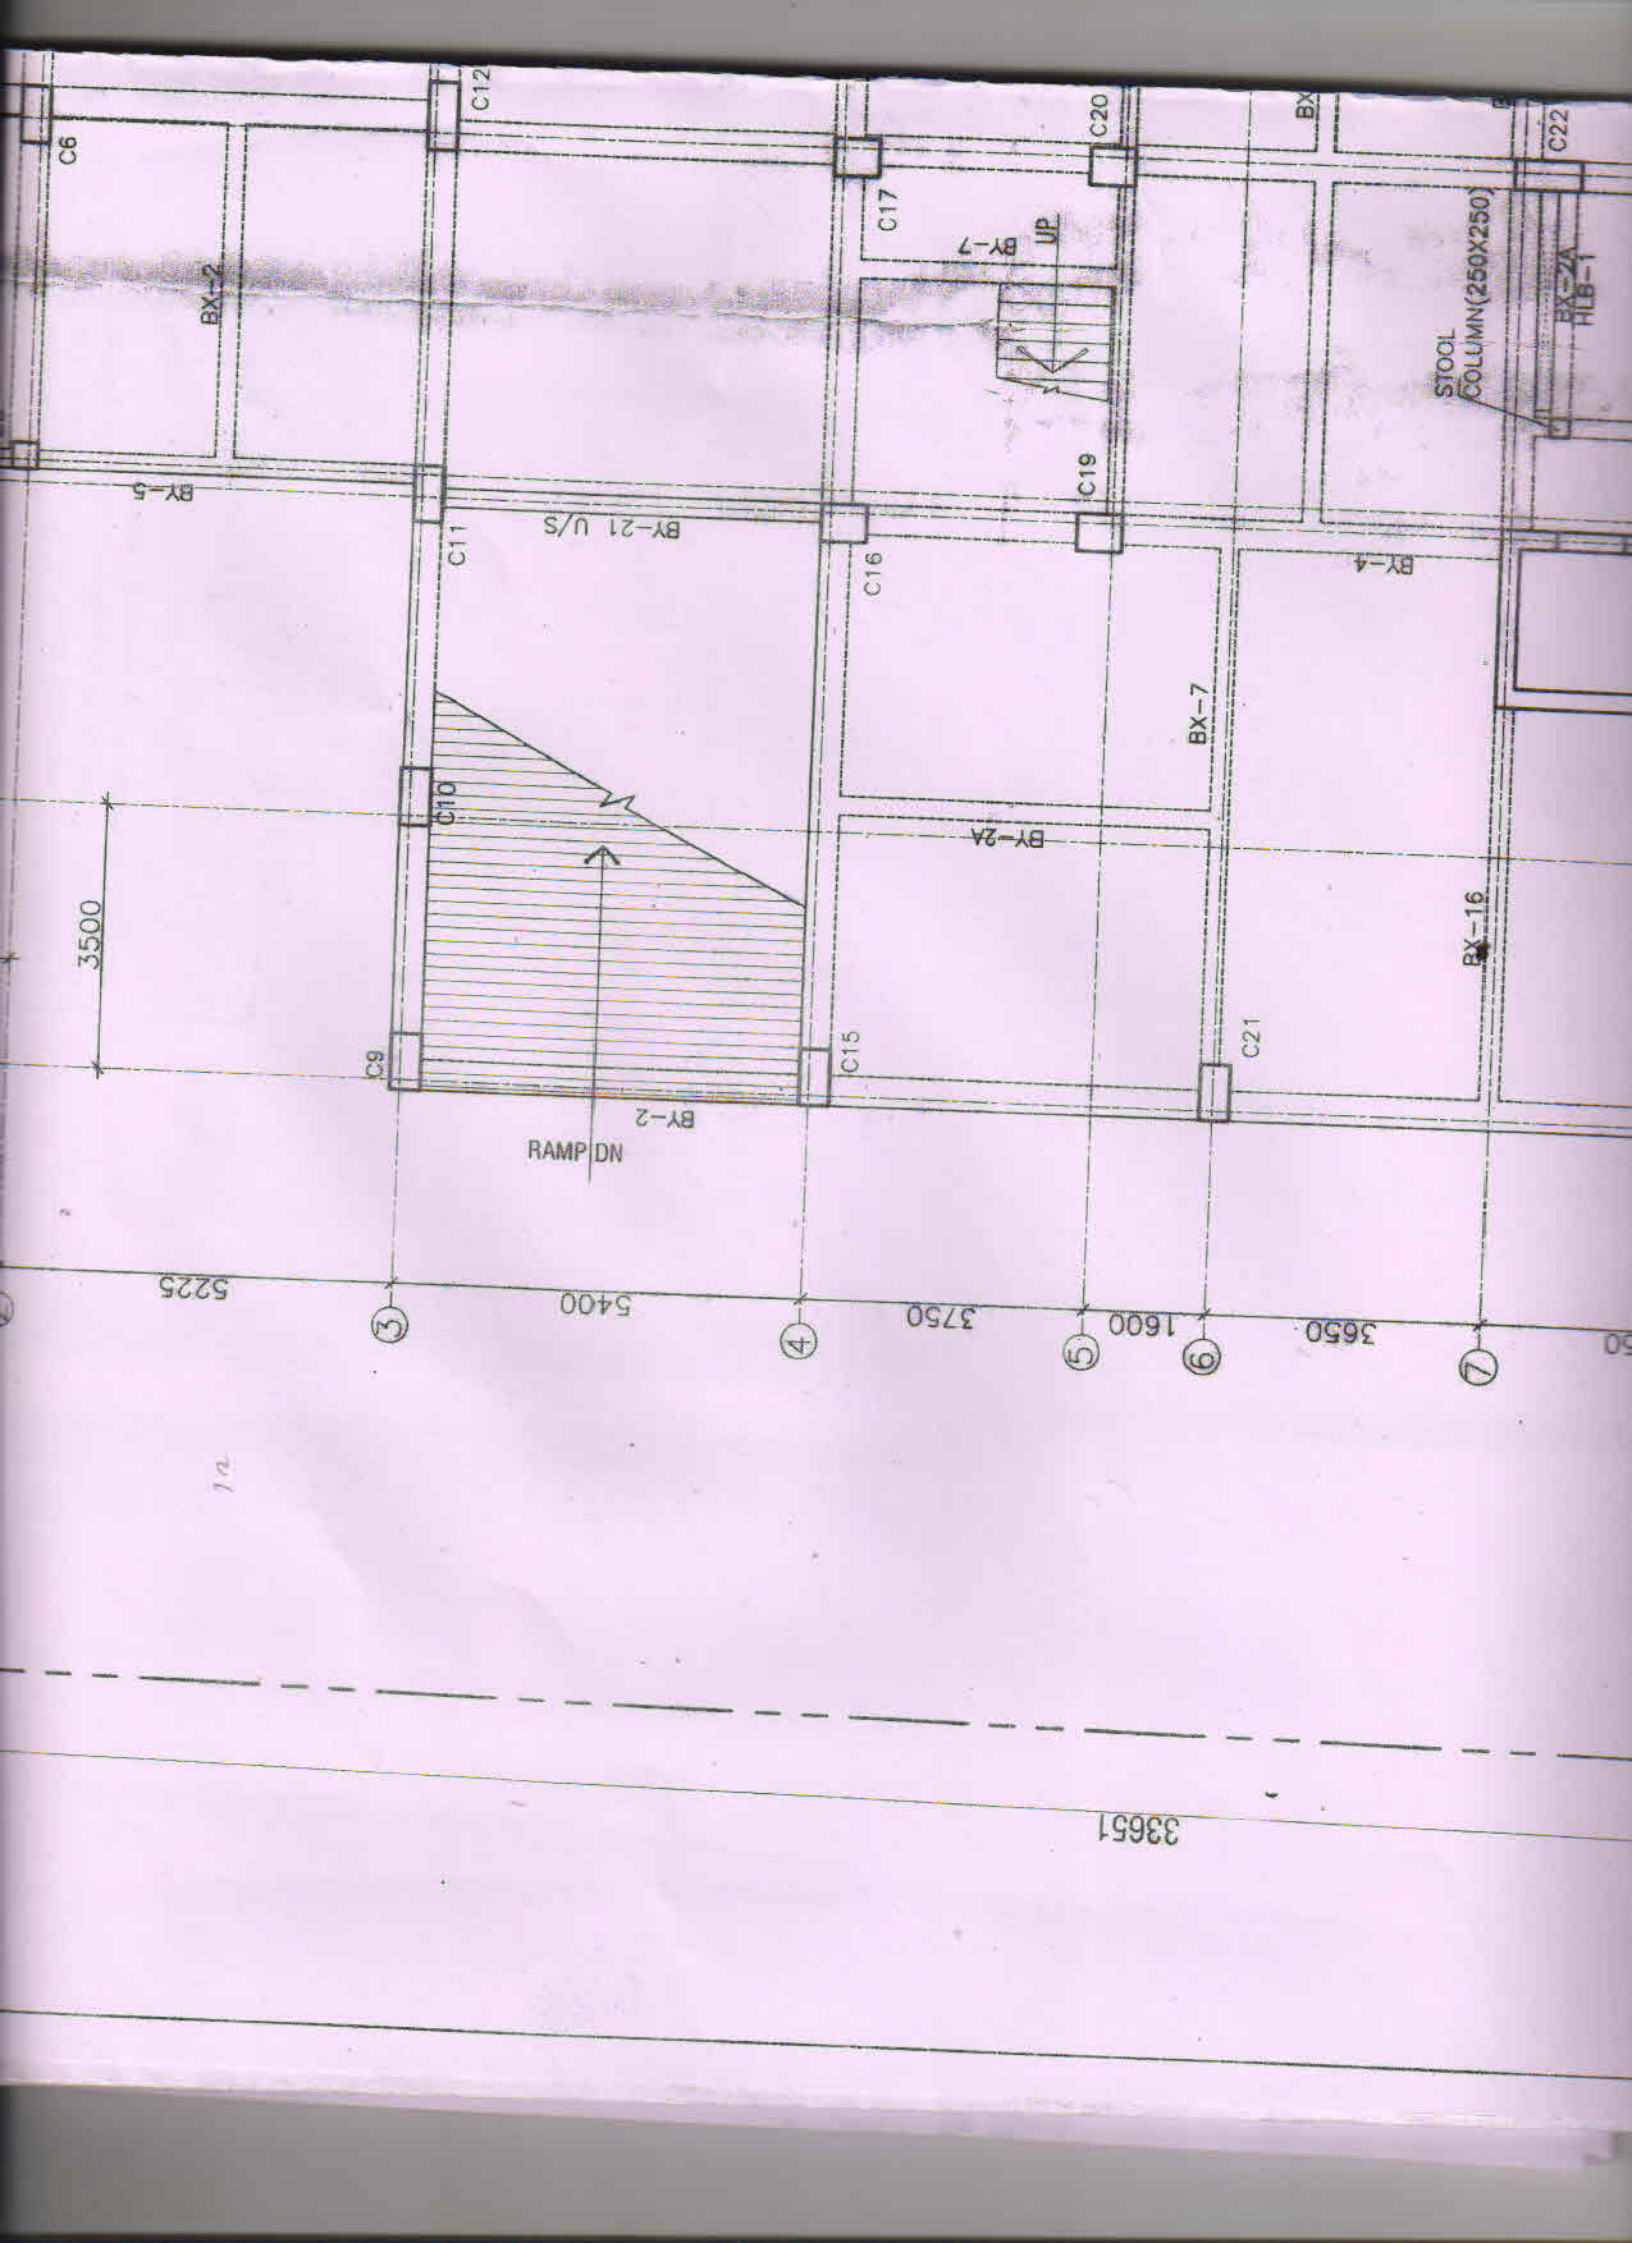 C6
C12
C20
BX
C22
C17
BY-7
UP
BX-2
STOOL
COLUMN(250X250)
BX-2A
HLB-1
BY-5
C11
BY-21 U/S
C16
C19
BY-4
BX-7
C10
BY-2A
3500
BX-16
C9
C15
C21
BY-2
RAMP DN
5225
5400
3750
1600
3650
50
3
4
5
6
7
33651